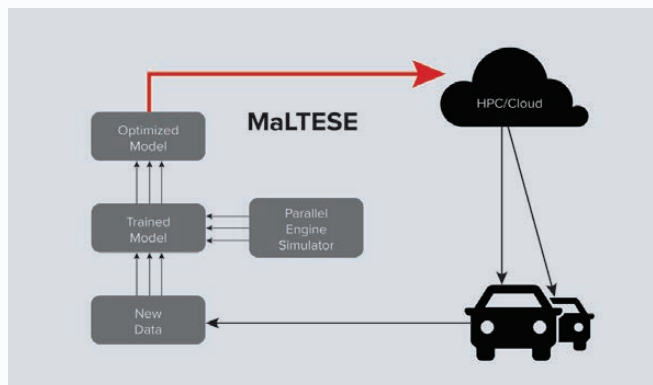 MaLTESE
HPC/Cloud
Optimized
Model
Trained
Model
Parallel
Engine
Simulator
New
Data